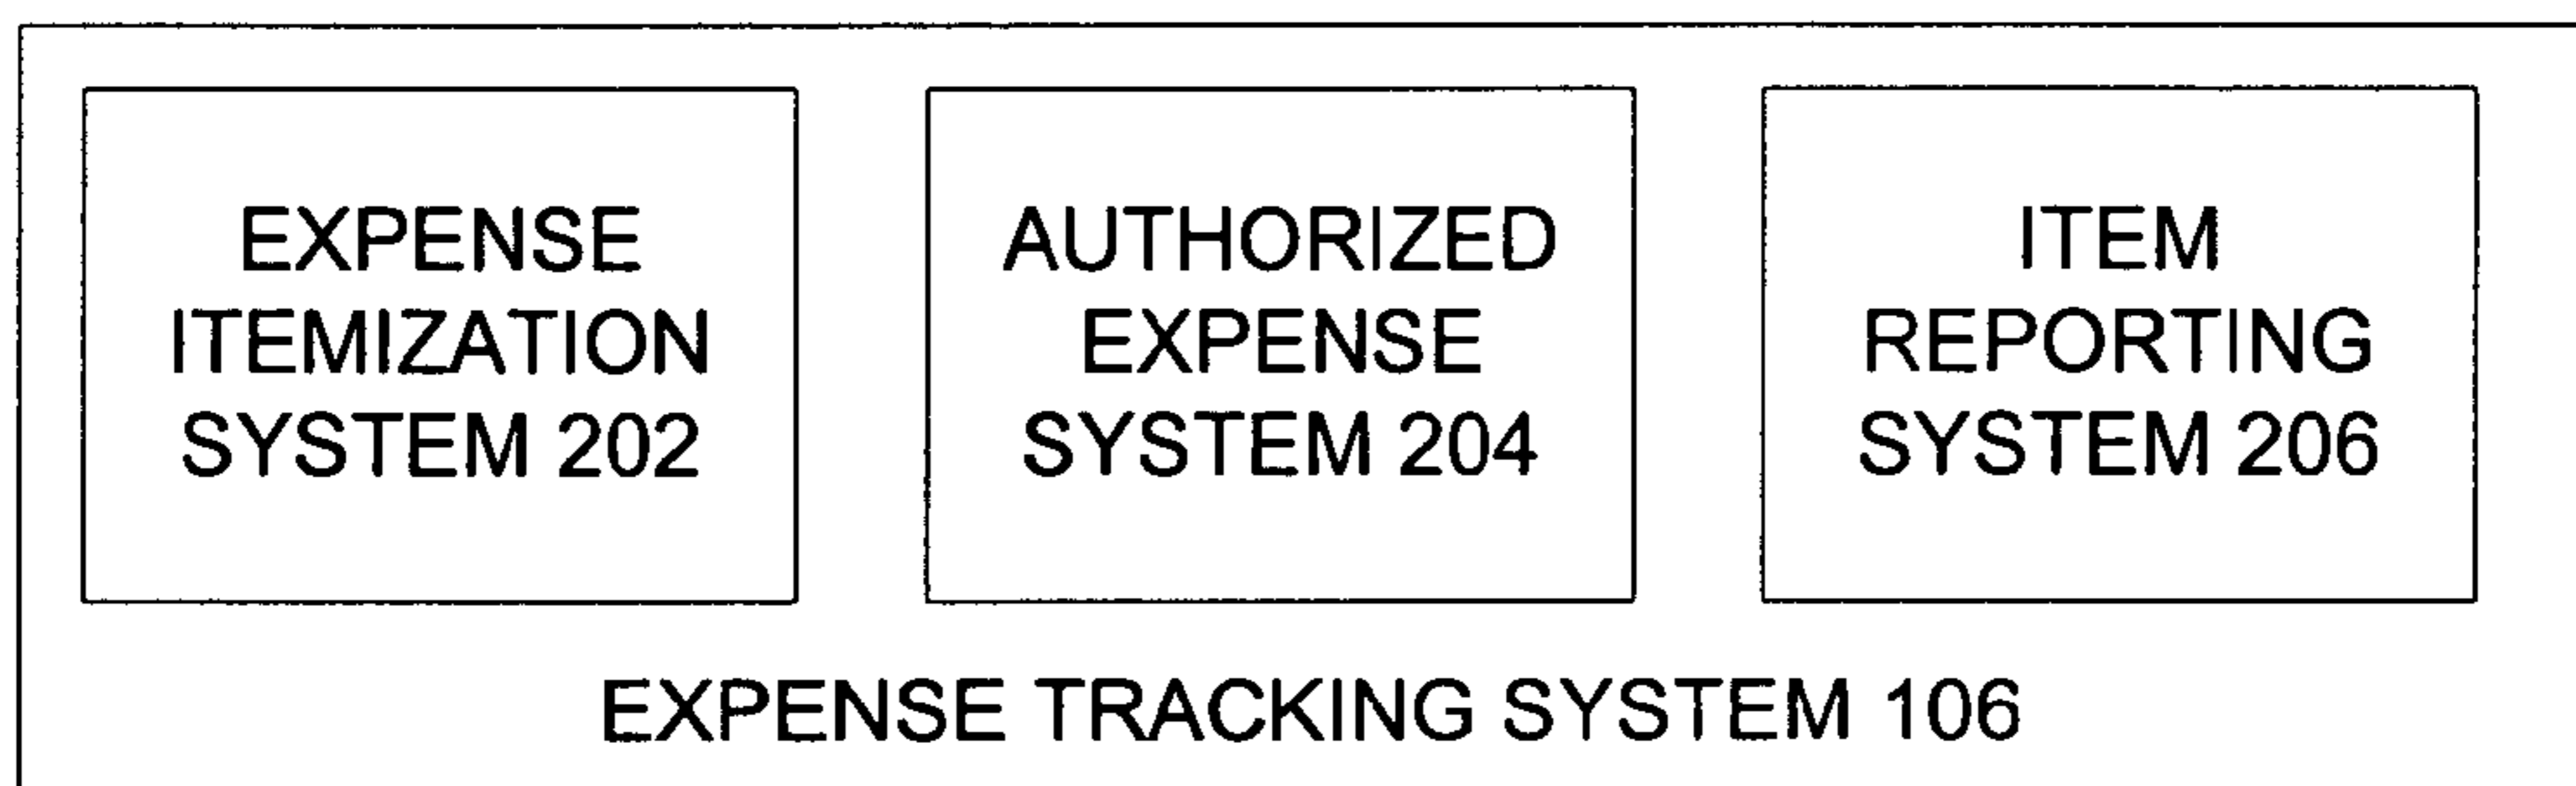 EXPENSE
ITEMIZATION
SYSTEM 202
AUTHORIZED
EXPENSE
SYSTEM 204
ITEM
REPORTING
SYSTEM 206
EXPENSE TRACKING SYSTEM 106